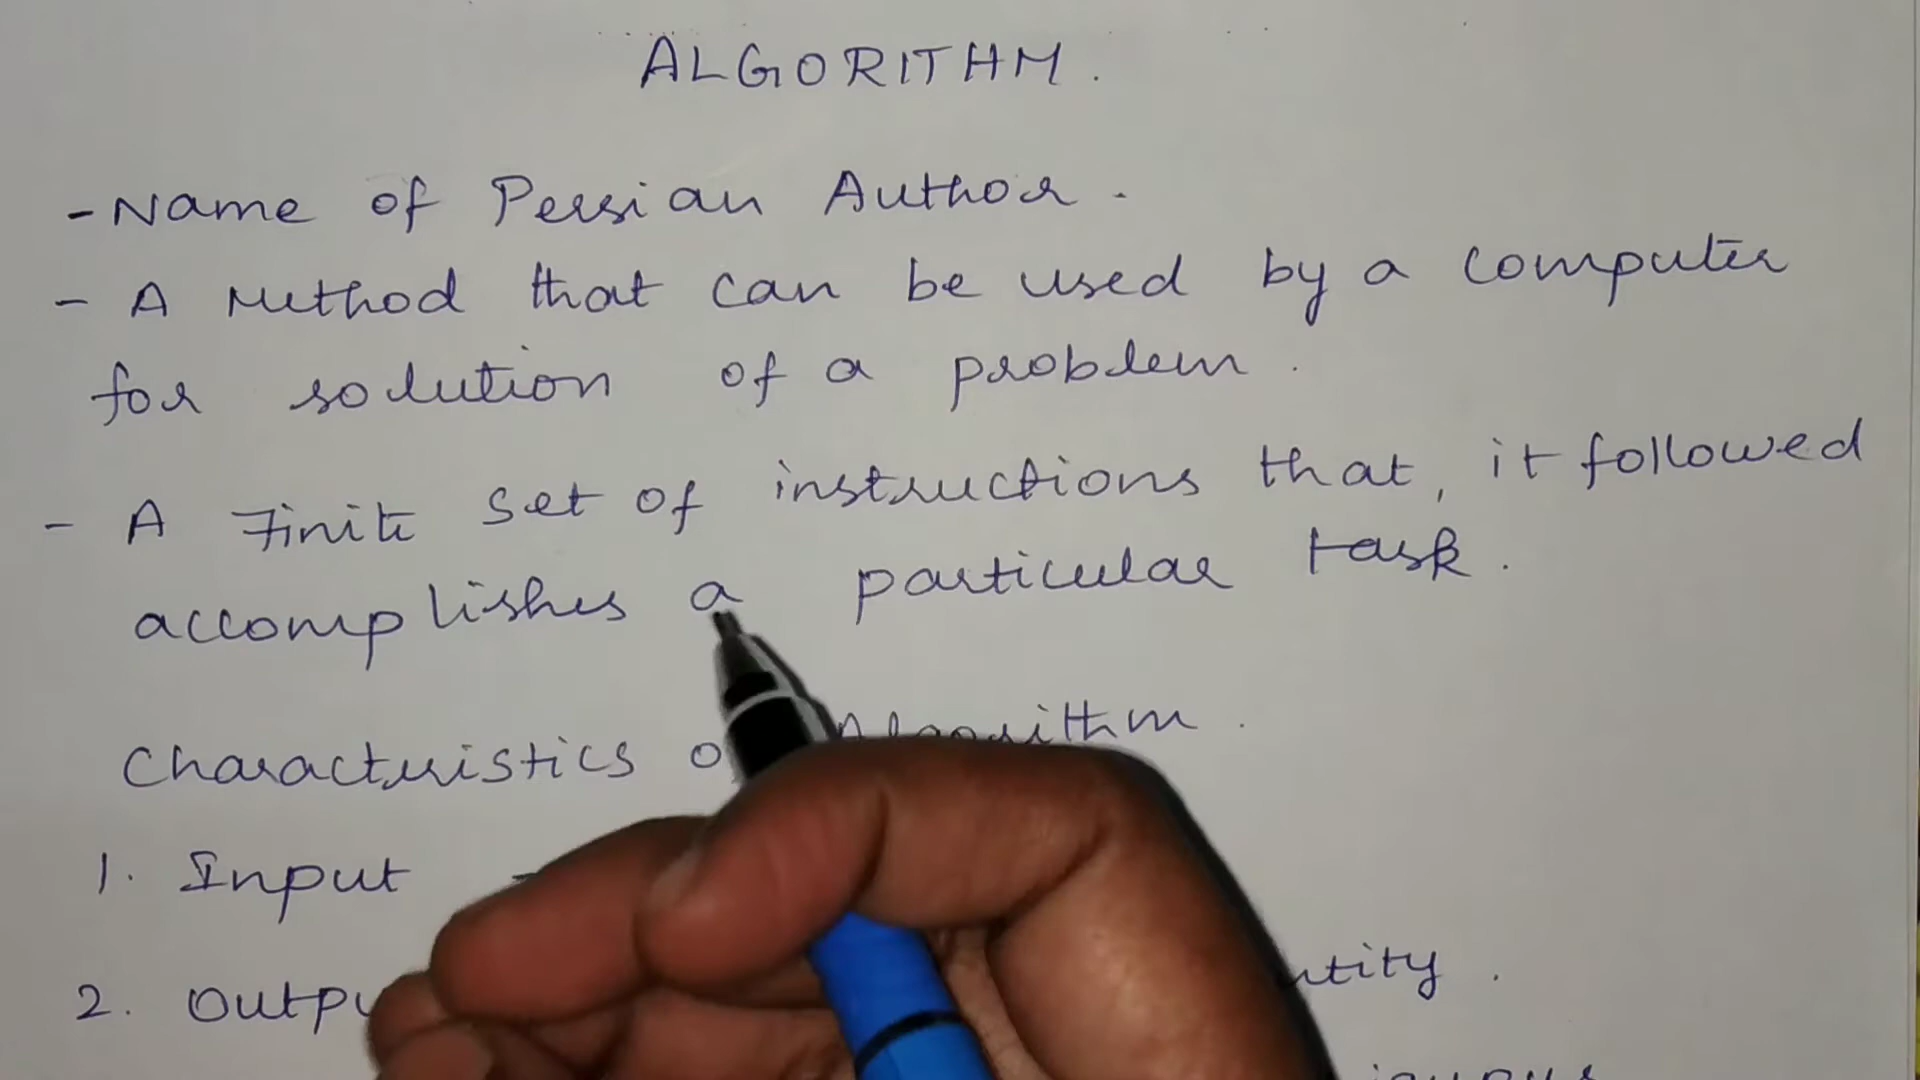 ALGORITHM.
- Name of Persian Author.
- A Method that can be used by a computer
for solution of a problem.
- A Finite set of instructions that, it followed
accomplishes a particular task.
Characteristics Algorithm.
1. Input
2.